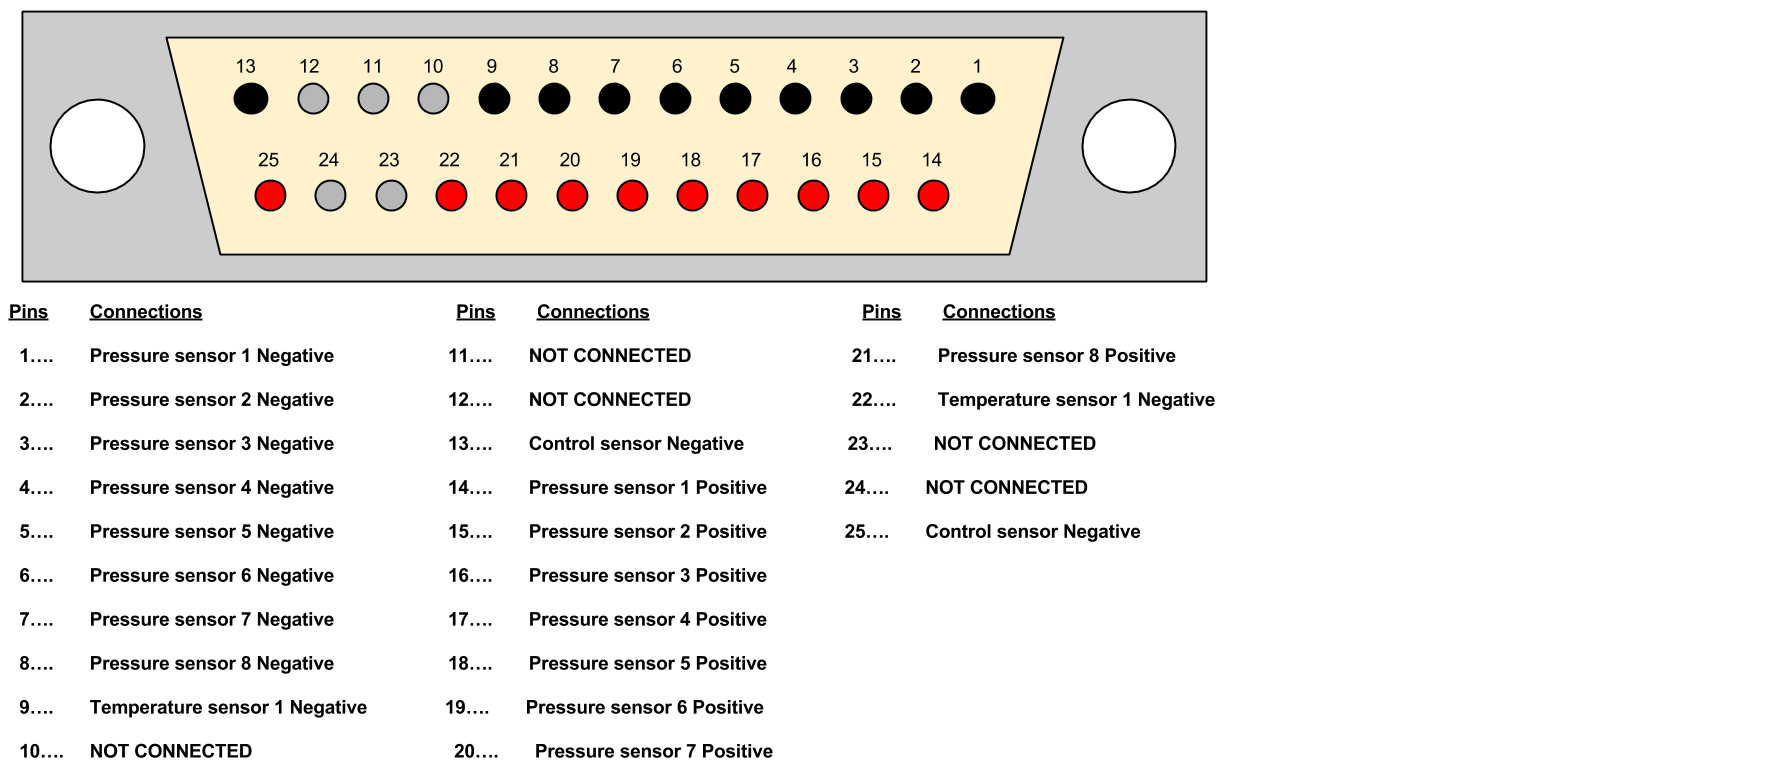 13 12 11 10 9 8 7 6 5 4 3 2 1
25 24 23 22 21 20 19 18 17 16 15 14
Pins Connections
1.... Pressure sensor 1 Negative
2.... Pressure sensor 2 Negative
3.... Pressure sensor 3 Negative
4.... Pressure sensor 4 Negative
5.... Pressure sensor 5 Negative
6.... Pressure sensor 6 Negative
7.... Pressure sensor 7 Negative
8.... Pressure sensor 8 Negative
9.... Temperature sensor 1 Negative
10.... NOT CONNECTED
Pins Connections
11.... NOT CONNECTED
12.... NOT CONNECTED
13.... Control sensor Negative
14.... Pressure sensor 1 Positive
15.... Pressure sensor 2 Positive
16.... Pressure sensor 3 Positive
17.... Pressure sensor 4 Positive
18.... Pressure sensor 5 Positive
19.... Pressure sensor 6 Positive
20.... Pressure sensor 7 Positive
Pins Connections
21.... Pressure sensor 8 Positive
22.... Temperature sensor 1 Negative
23.... NOT CONNECTED
24.... NOT CONNECTED
25.... Control sensor Negative